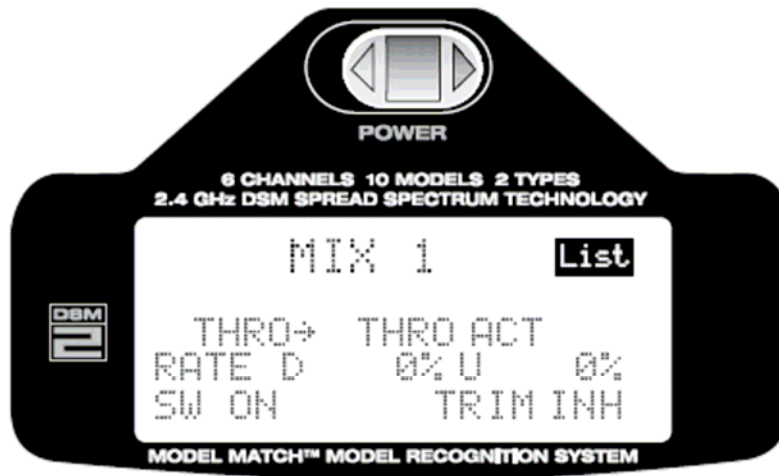 POWER
6 CHANNELS 10 MODELS 2 TYPES
2.4 GHz DSM SPREAD SPECTRUM TECHNOLOGY
MIX 1 List
DSM
2
THRO→ THRO ACT
RATE D 0% U 0%
SW ON TRIM INH
MODEL MATCH™ MODEL RECOGNITION SYSTEM